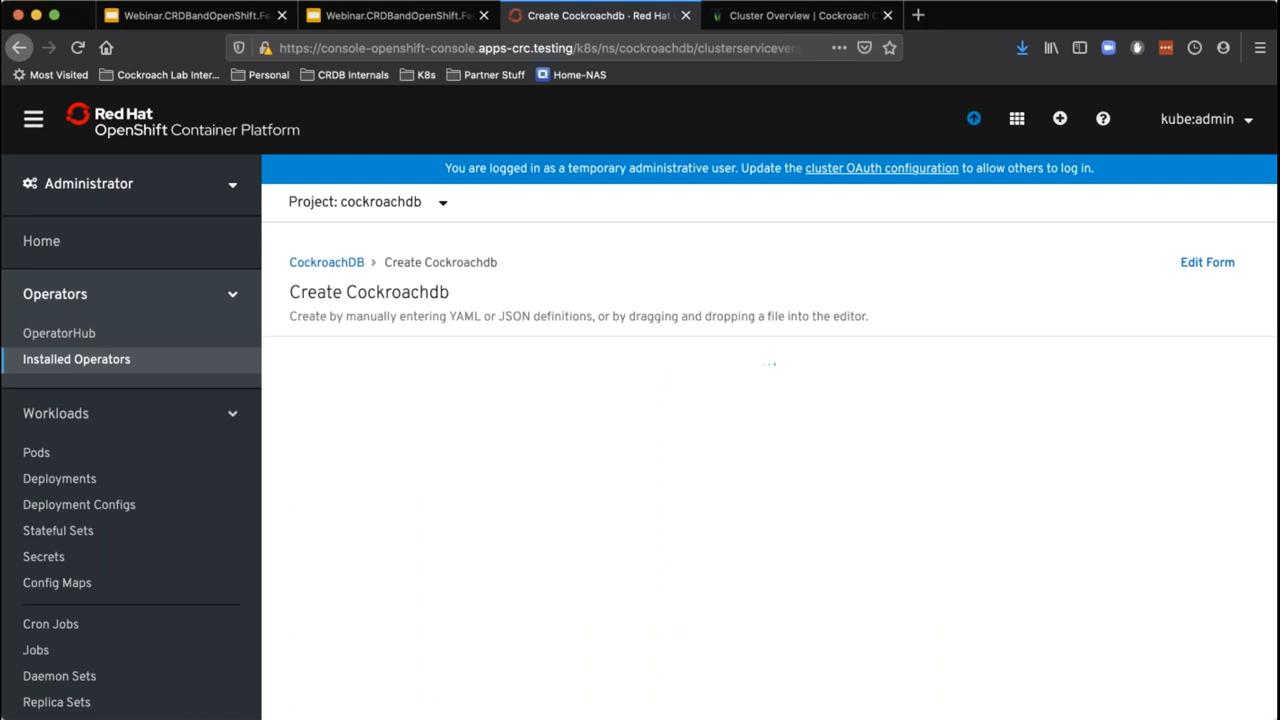 Webinar.CRDBandOpenShift.Fe
Webinar.CRDBandOpenShift.Fe
Create Cockroachdb - Red Hat
Cluster Overview | Cockroach C
https://console-openshift-console.apps-crc.testing/k8s/ns/cockroachdb/clusterservicevers
Most Visited
Cockroach Lab Inter...
Personal
CRDB Internals
K8s
Partner Stuff
Home-NAS
Red Hat
OpenShift Container Platform
kube:admin
Administrator
You are logged in as a temporary administrative user. Update the cluster OAuth configuration to allow others to log in.
Project: cockroachdb
Home
CockroachDB > Create Cockroachdb
Edit Form
Create Cockroachdb
Create by manually entering YAML or JSON definitions, or by dragging and dropping a file into the editor.
Operators
OperatorHub
Installed Operators
Workloads
Pods
Deployments
Deployment Configs
Stateful Sets
Secrets
Config Maps
Cron Jobs
Jobs
Daemon Sets
Replica Sets